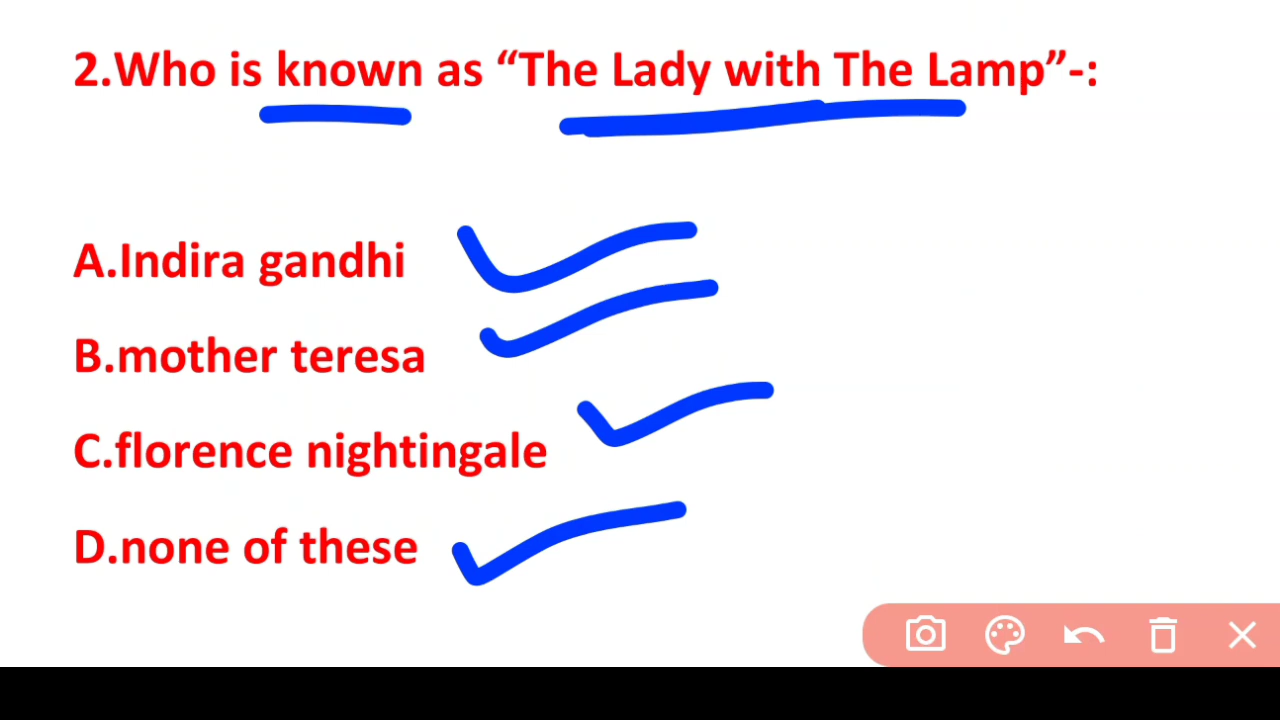 2.Who is known as “The Lady with The Lamp”-:
A.Indira gandhi
B.mother teresa
C.florence nightingale
D.none of these